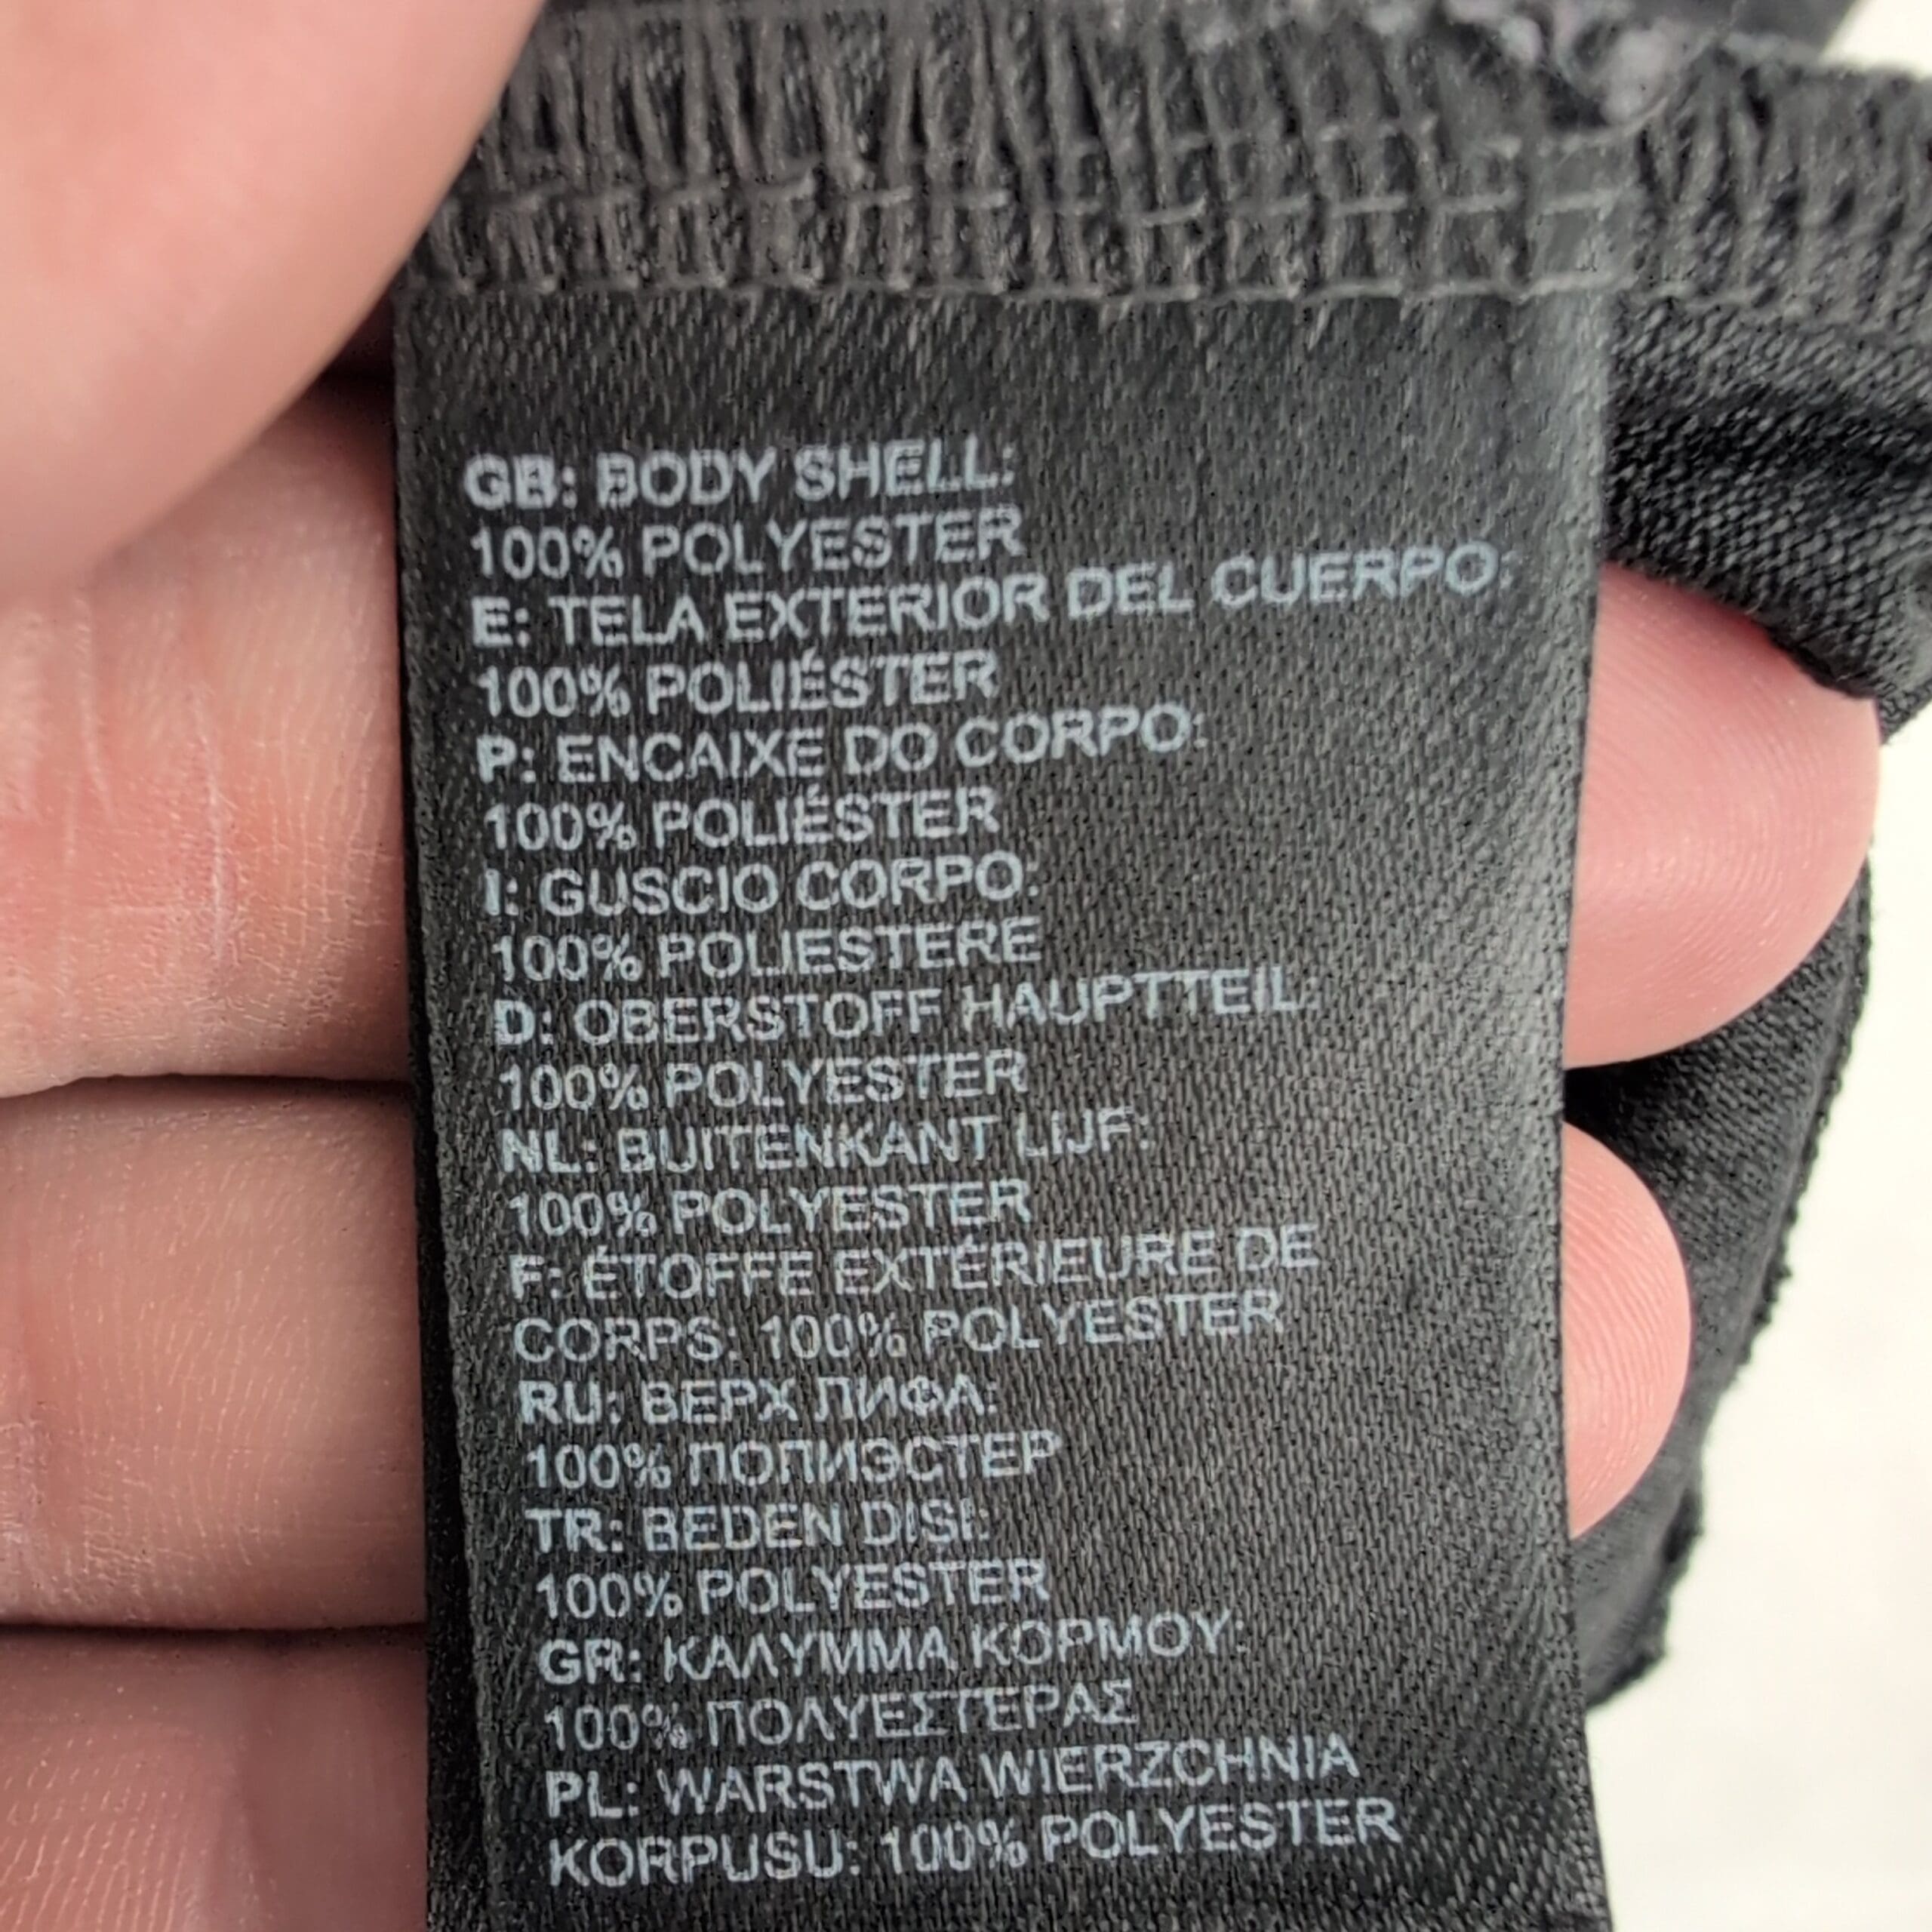 GB: BODY SHELL:
100% POLYESTER
E: TELA EXTERIOR DEL CUERPO:
100% POLIÉSTER
P: ENCAIXE DO CORPO:
100% POLIÉSTER
I: GUSCIO CORPO:
100% POLIESTERE
D: OBERSTOFF HAUPTTEIL:
100% POLYESTER
NL: BUITENKANT LIJF:
100% POLYESTER
F: ÉTOFFE EXTÉRIEURE DE
CORPS: 100% POLYESTER
RU: ВЕРХ ЛИФА:
100% ПОЛИЭСТЕР
TR: BEDEN DISI:
100% POLYESTER
GR: ΚΑΛΥΜΜΑ ΚΟΡΜΟΥ:
100% ΠΟΛΥΕΣΤΕΡΑΣ
PL: WARSTWA WIERZCHNIA
KORPUSU: 100% POLYESTER